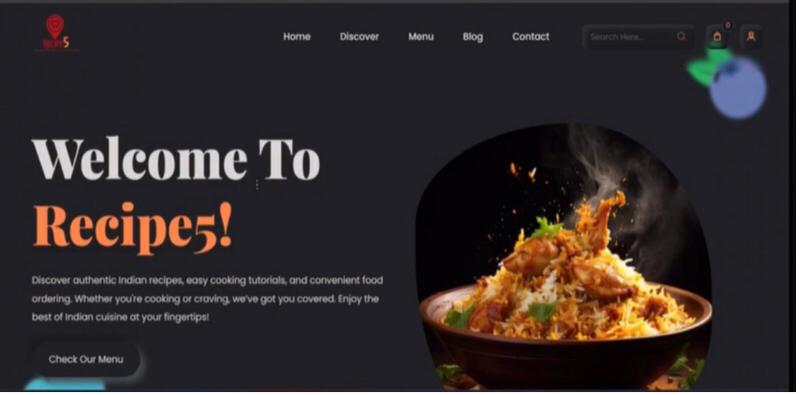 RECIPE5
Home Discover Menu Blog Contact
Search Here...
0
Welcome To
Recipe5!
Discover authentic Indian recipes, easy cooking tutorials, and convenient food
ordering. Whether you're cooking or craving, we've got you covered. Enjoy the
best of Indian cuisine at your fingertips!
Check Our Menu